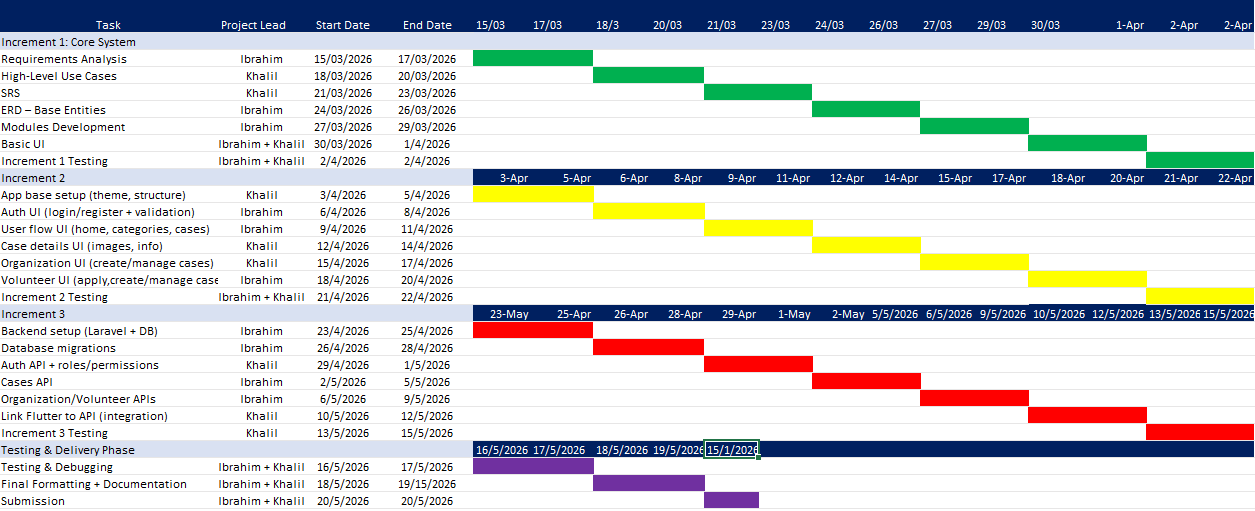 Task Project Lead Start Date End Date 15/03 17/03 18/3 20/03 21/03 23/03 24/03 26/03 27/03 29/03 30/03 1-Apr 2-Apr 2-Apr
Increment 1: Core System
Requirements Analysis Ibrahim 15/03/2026 17/03/2026
High-Level Use Cases Khalil 18/03/2026 20/03/2026
SRS Khalil 21/03/2026 23/03/2026
ERD – Base Entities Ibrahim 24/03/2026 26/03/2026
Modules Development Ibrahim 27/03/2026 29/03/2026
Basic UI Ibrahim + Khalil 30/03/2026 1/4/2026
Increment 1 Testing Ibrahim + Khalil 2/4/2026 2/4/2026
Increment 2 3-Apr 5-Apr 6-Apr 8-Apr 9-Apr 11-Apr 12-Apr 14-Apr 15-Apr 17-Apr 18-Apr 20-Apr 21-Apr 22-Apr
App base setup (theme, structure) Khalil 3/4/2026 5/4/2026
Auth UI (login/register + validation) Ibrahim 6/4/2026 8/4/2026
User flow UI (home, categories, cases) Ibrahim 9/4/2026 11/4/2026
Case details UI (images, info) Khalil 12/4/2026 14/4/2026
Organization UI (create/manage cases) Khalil 15/4/2026 17/4/2026
Volunteer UI (apply,create/manage case Ibrahim 18/4/2026 20/4/2026
Increment 2 Testing Ibrahim + Khalil 21/4/2026 22/4/2026
Increment 3 23-May 25-Apr 26-Apr 28-Apr 29-Apr 1-May 2-May 5/5/2026 6/5/2026 9/5/2026 10/5/2026 12/5/2026 13/5/2026 15/5/2026
Backend setup (Laravel + DB) Ibrahim 23/4/2026 25/4/2026
Database migrations Ibrahim 26/4/2026 28/4/2026
Auth API + roles/permissions Khalil 29/4/2026 1/5/2026
Cases API Ibrahim 2/5/2026 5/5/2026
Organization/Volunteer APIs Ibrahim 6/5/2026 9/5/2026
Link Flutter to API (integration) Khalil 10/5/2026 12/5/2026
Increment 3 Testing Khalil 13/5/2026 15/5/2026
Testing & Delivery Phase 16/5/2026 17/5/2026 18/5/2026 19/5/2026 15/1/2026
Testing & Debugging Ibrahim + Khalil 16/5/2026 17/5/2026
Final Formatting + Documentation Ibrahim + Khalil 18/5/2026 19/15/2026
Submission Ibrahim + Khalil 20/5/2026 20/5/2026